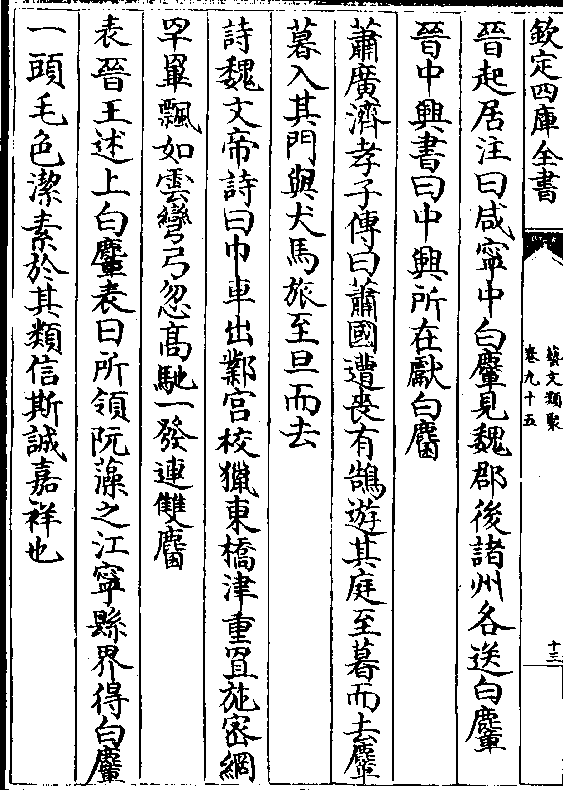 欽定四庫全書
藝文類聚
卷九十五
十三
晉起居注曰咸寧中白麞見魏郡後諸州各送白麞
晉中興書曰中興所在獻白麏
蕭廣濟孝子傳曰蕭國遭喪有鵠遊其庭至暮而去麞
暮入其門與犬馬旅至旦而去
詩魏文帝詩曰巾車出鄴宫校獵東橋津重罝施密網
罕罼飄如雲彎弓忽高馳一發連雙麏
表晉王述上白麞表曰所領阮藻之江寧縣界得白麞
一頭毛色潔素於其類信斯誠嘉祥也